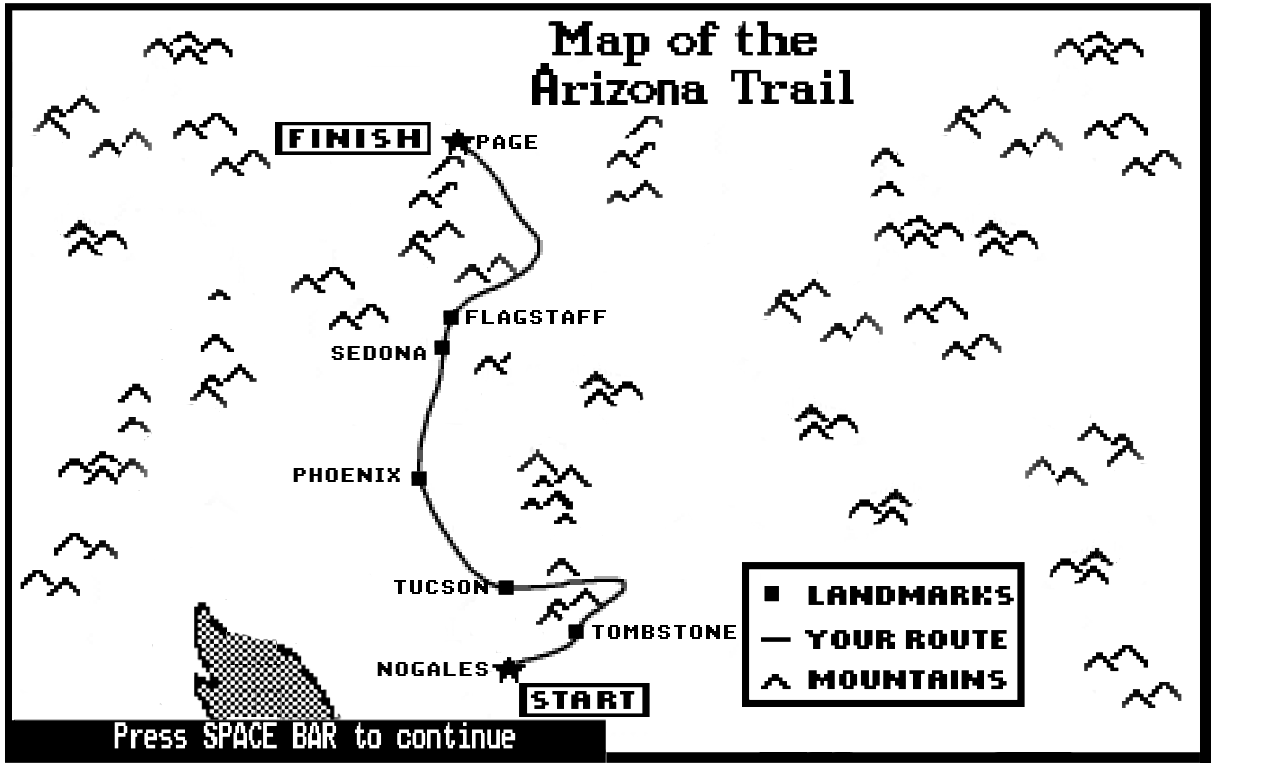 Map of the
Arizona Trail
FINISH
PAGE
FLAGSTAFF
SEDONA
PHOENIX
TUCSON
TOMBSTONE
NOGALES
START
LANDMARKS
YOUR ROUTE
MOUNTAINS
Press SPACE BAR to continue